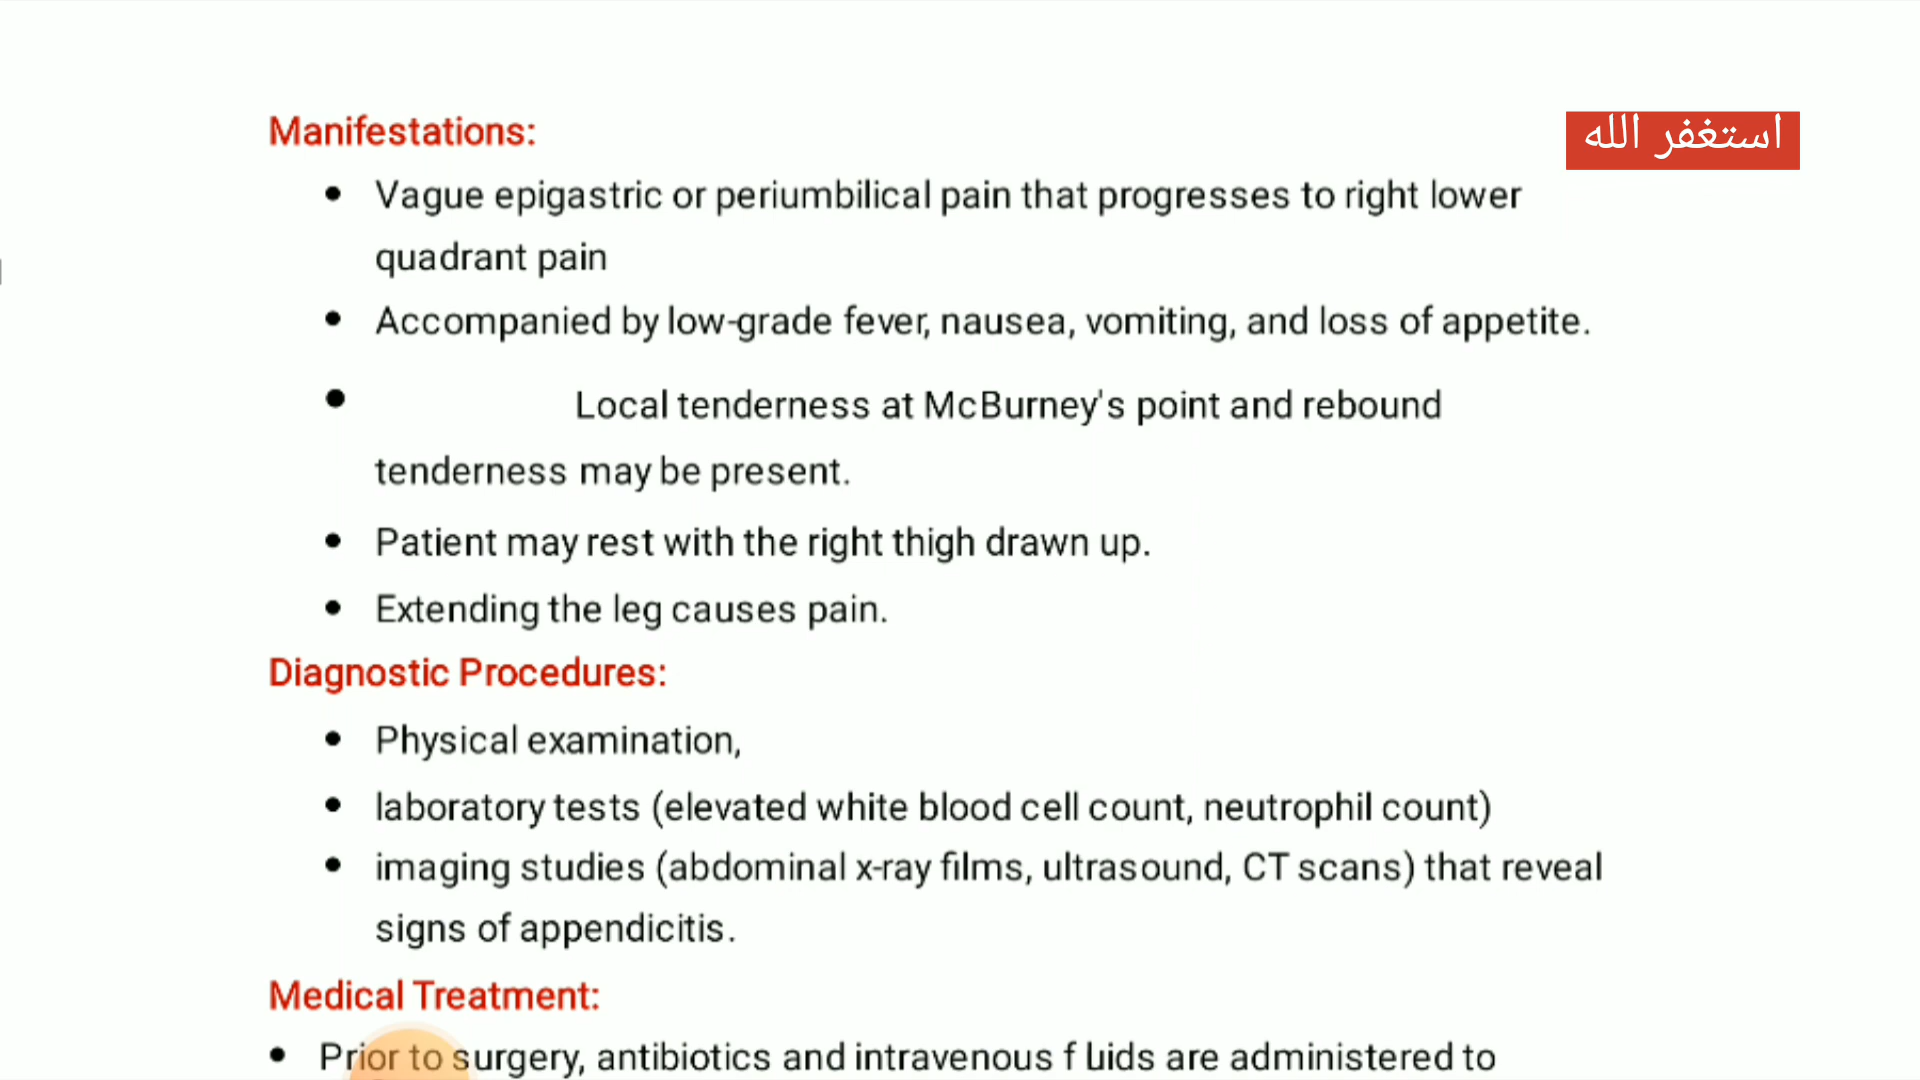 Manifestations:
استغفر الله
● Vague epigastric or periumbilical pain that progresses to right lower
quadrant pain
● Accompanied by low-grade fever, nausea, vomiting, and loss of appetite.
● Local tenderness at McBurney's point and rebound
tenderness may be present.
● Patient may rest with the right thigh drawn up.
● Extending the leg causes pain.
Diagnostic Procedures:
● Physical examination,
● laboratory tests (elevated white blood cell count, neutrophil count)
● imaging studies (abdominal x-ray films, ultrasound, CT scans) that reveal
signs of appendicitis.
Medical Treatment:
● Prior to surgery, antibiotics and intravenous f luids are administered to